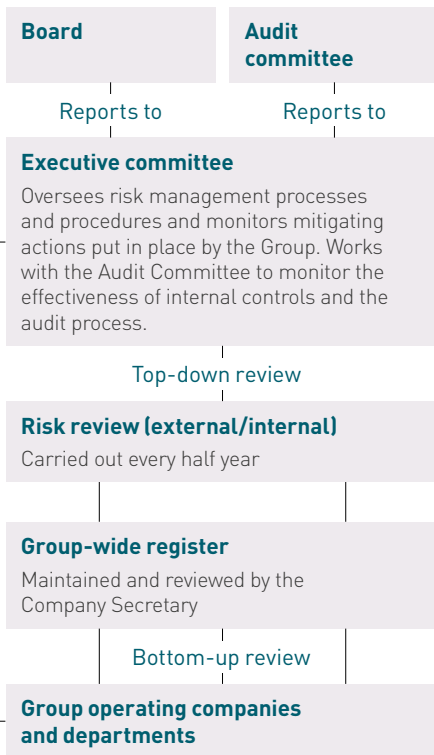 Board
Audit
committee
Reports to
Reports to
Executive committee
Oversees risk management processes
and procedures and monitors mitigating
actions put in place by the Group. Works
with the Audit Committee to monitor the
effectiveness of internal controls and the
audit process.
Top-down review
Risk review (external/internal)
Carried out every half year
Group-wide register
Maintained and reviewed by the
Company Secretary
Bottom-up review
Group operating companies
and departments